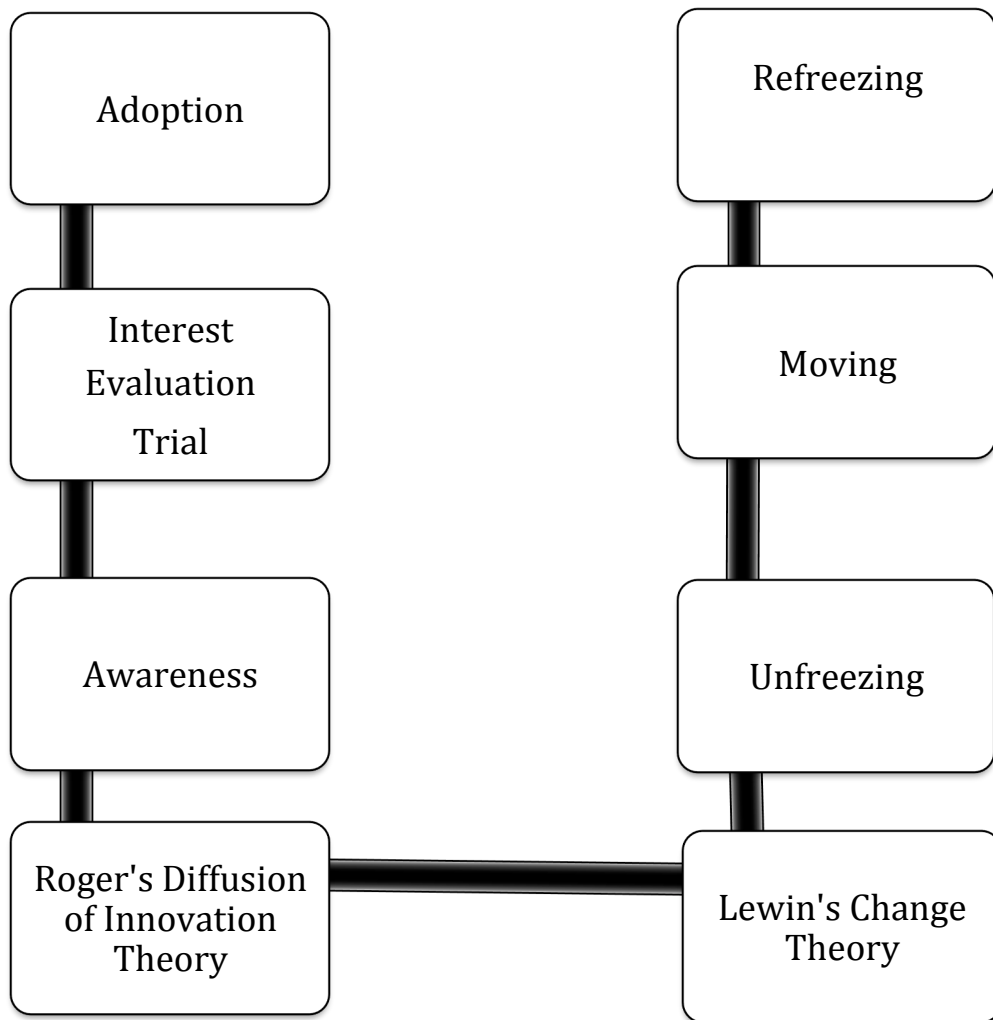 Adoption
Interest
Evaluation
Trial
Awareness
Roger's Diffusion
of Innovation
Theory
Refreezing
Moving
Unfreezing
Lewin's Change
Theory